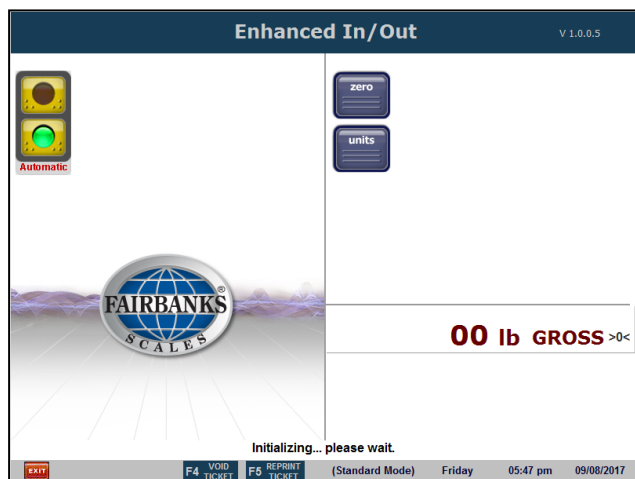 Enhanced In/Out
V 1.0.0.5
Automatic
zero
units
FAIRBANKS®
SCALES
00 lb GROSS >0<
Initializing... please wait.
EXIT
F4 VOID TICKET
F5 REPRINT TICKET
(Standard Mode)
Friday
05:47 pm
09/08/2017